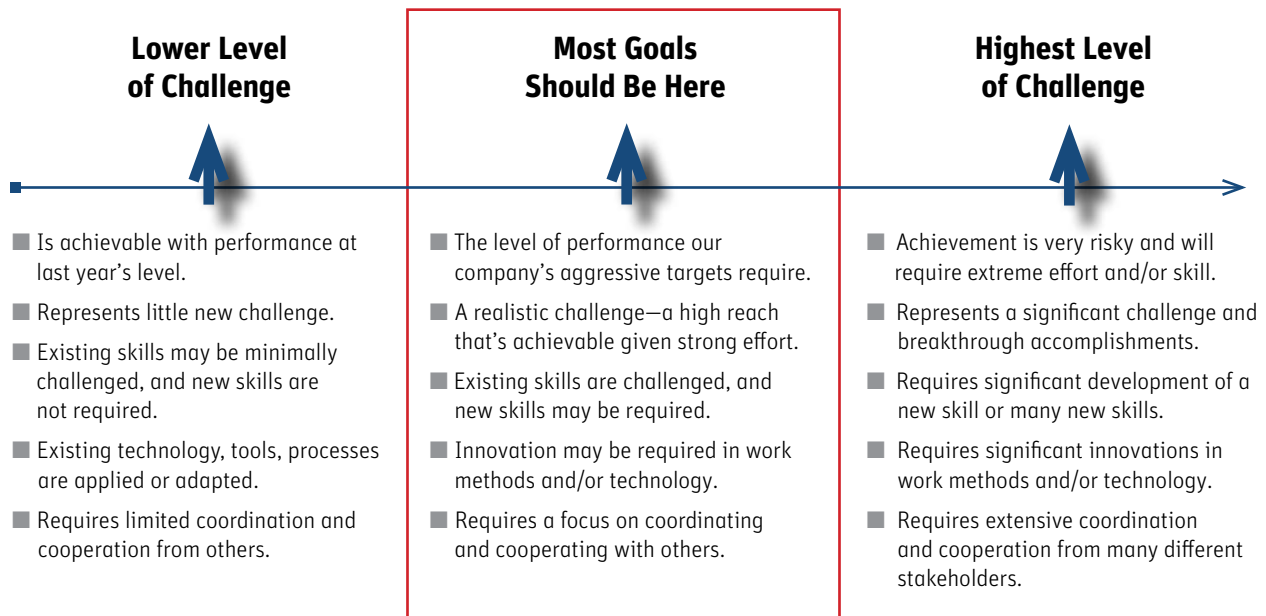 Lower Level
of Challenge
■ Is achievable with performance at
last year's level.
■ Represents little new challenge.
■ Existing skills may be minimally
challenged, and new skills are
not required.
■ Existing technology, tools, processes
are applied or adapted.
■ Requires limited coordination and
cooperation from others.
Most Goals
Should Be Here
■ The level of performance our
company's aggressive targets require.
■ A realistic challenge—a high reach
that's achievable given strong effort.
■ Existing skills are challenged, and
new skills may be required.
■ Innovation may be required in work
methods and/or technology.
■ Requires a focus on coordinating
and cooperating with others.
Highest Level
of Challenge
■ Achievement is very risky and will
require extreme effort and/or skill.
■ Represents a significant challenge and
breakthrough accomplishments.
■ Requires significant development of a
new skill or many new skills.
■ Requires significant innovations in
work methods and/or technology.
■ Requires extensive coordination
and cooperation from many different
stakeholders.